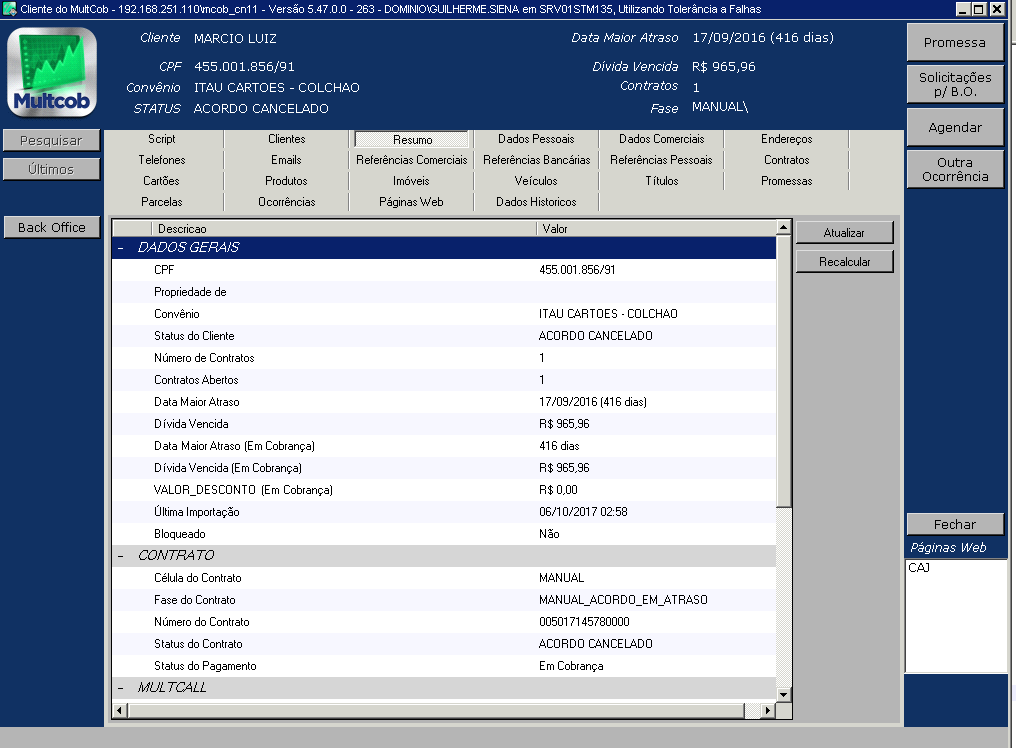 Cliente do MultCob - 192.168.251.110\mcob_cn11 - Versão 5.47.0.0 - 263 - DOMINIO\GUILHERME.SIENA em SRV01STM135, Utilizando Tolerância a Falhas
Multcob
Cliente MARCIO LUIZ
Data Maior Atraso 17/09/2016 (416 dias)
CPF 455.001.856/91
Dívida Vencida R$ 965,96
Convênio ITAU CARTOES - COLCHAO
Contratos 1
STATUS ACORDO CANCELADO
Fase MANUAL\
Promessa
Solicitações
p/ B.O.
Agendar
Outra
Ocorrência
Pesquisar
Últimos
Back Office
Script Clientes Resumo Dados Pessoais Dados Comerciais Endereços
Telefones Emails Referências Comerciais Referências Bancárias Referências Pessoais Contratos
Cartões Produtos Imóveis Veículos Títulos Promessas
Parcelas Ocorrências Páginas Web Dados Historicos
Descricao Valor
Atualizar
Recalcular
- DADOS GERAIS
CPF 455.001.856/91
Propriedade de
Convênio ITAU CARTOES - COLCHAO
Status do Cliente ACORDO CANCELADO
Número de Contratos 1
Contratos Abertos 1
Data Maior Atraso 17/09/2016 (416 dias)
Dívida Vencida R$ 965,96
Data Maior Atraso (Em Cobrança) 416 dias
Dívida Vencida (Em Cobrança) R$ 965,96
VALOR_DESCONTO (Em Cobrança) R$ 0,00
Última Importação 06/10/2017 02:58
Bloqueado Não
- CONTRATO
Célula do Contrato MANUAL
Fase do Contrato MANUAL_ACORDO_EM_ATRASO
Número do Contrato 005017145780000
Status do Contrato ACORDO CANCELADO
Status do Pagamento Em Cobrança
- MULTCALL
Fechar
Páginas Web
CAJ